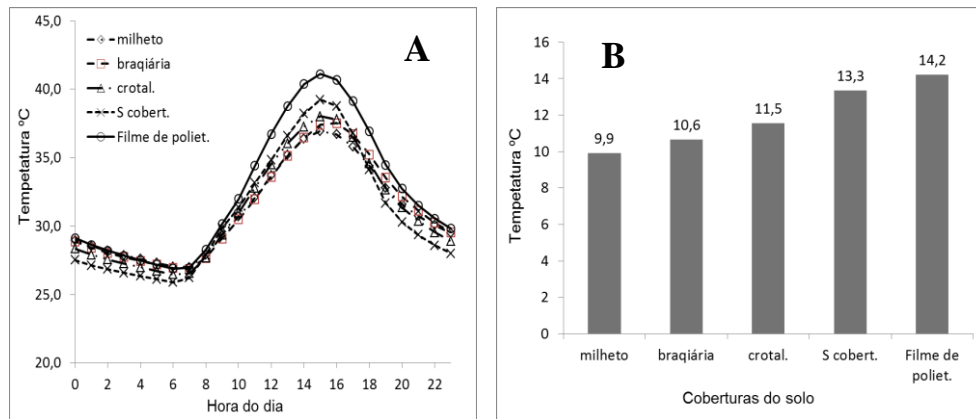 A
Tempetatura ºC
45,0
40,0
35,0
30,0
25,0
20,0
milheto
braqiária
crotal.
S cobert.
Filme de poliet.
0 2 4 6 8 10 12 14 16 18 20 22
Hora do dia
B
Tempetatura ºC
16
14
12
10
8
6
4
2
0
9,9
10,6
11,5
13,3
14,2
milheto braqiária crotal. S cobert. Filme de
poliet.
Coberturas do solo